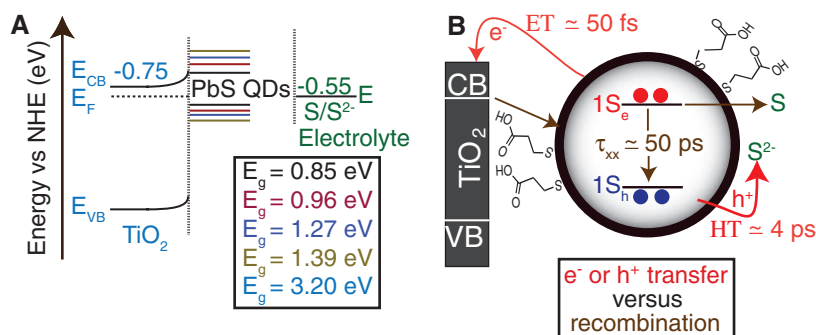 A
Energy vs NHE (eV)
E_CB -0.75
E_F
E_VB
TiO₂
PbS QDs
-0.55 E
S/S²⁻
Electrolyte
E_g = 0.85 eV
E_g = 0.96 eV
E_g = 1.27 eV
E_g = 1.39 eV
E_g = 3.20 eV
B
ET ≃ 50 fs
e⁻
CB
TiO₂
VB
HO
O
S
HO
O
S
O
OH
S
O
OH
S
1S_e
τ_xx ≃ 50 ps
1S_h
S
S²⁻
h⁺
HT ≃ 4 ps
e⁻ or h⁺ transfer
versus
recombination